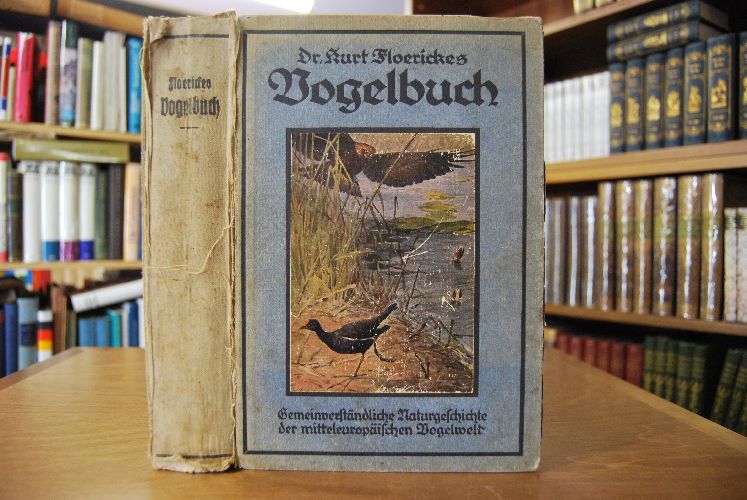 Floerickes
Vogelbuch
Dr. Kurt Floerickes
Vogelbuch
Gemeinverständliche Naturgeschichte
der mitteleuropäischen Vogelwelt